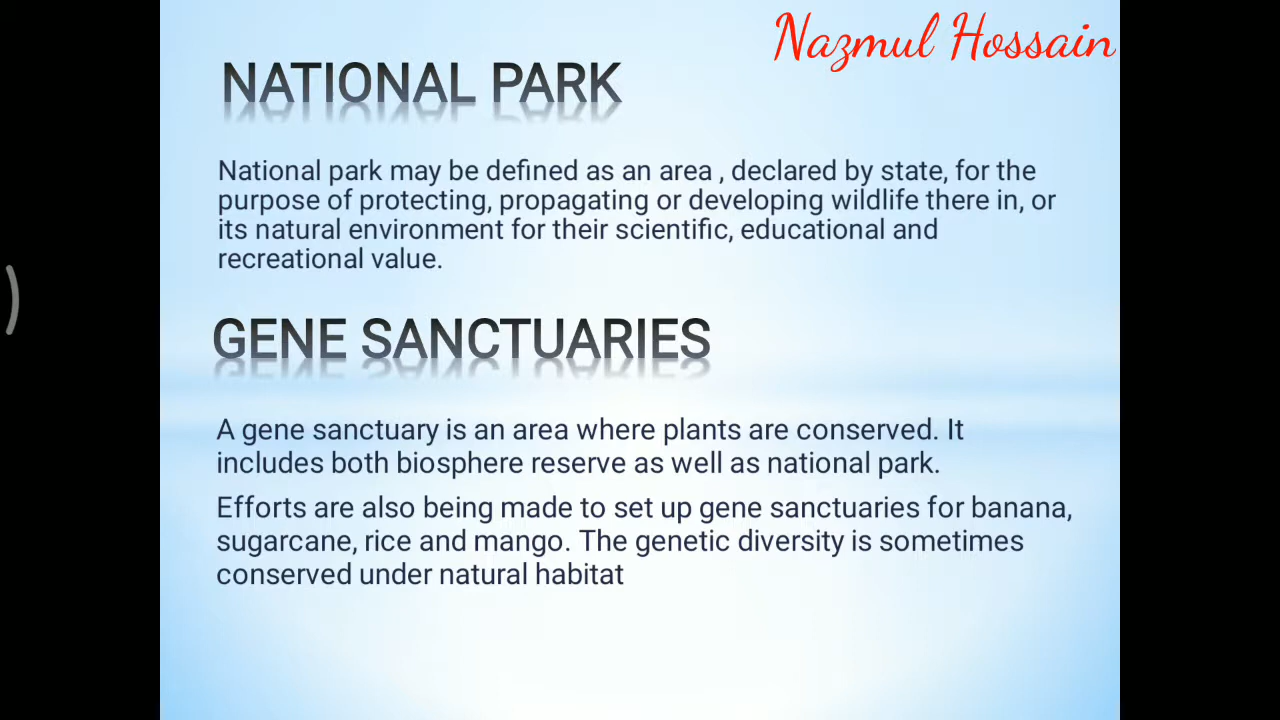 Nazmul Hossain
NATIONAL PARK
National park may be defined as an area , declared by state, for the
purpose of protecting, propagating or developing wildlife there in, or
its natural environment for their scientific, educational and
recreational value.
GENE SANCTUARIES
A gene sanctuary is an area where plants are conserved. It
includes both biosphere reserve as well as national park.
Efforts are also being made to set up gene sanctuaries for banana,
sugarcane, rice and mango. The genetic diversity is sometimes
conserved under natural habitat